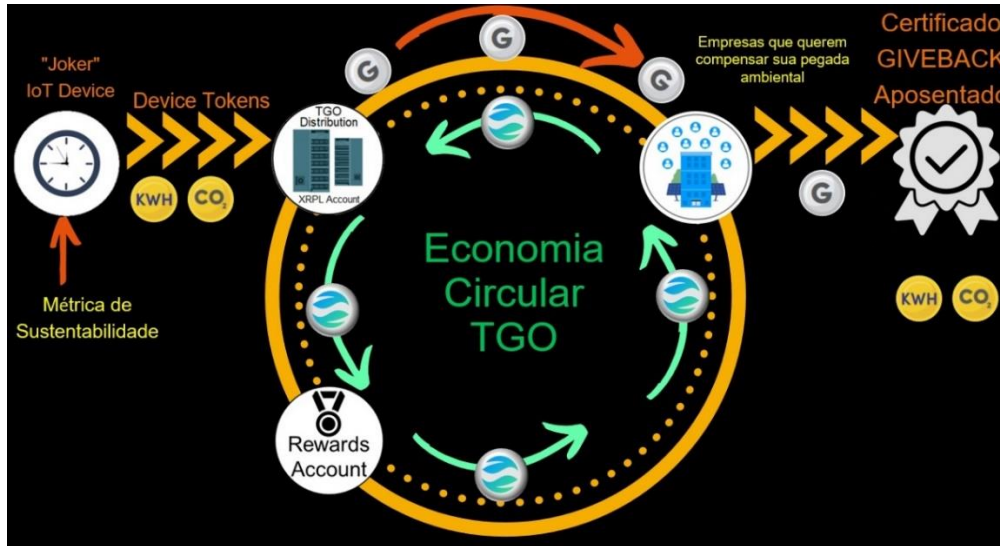 "Joker"
IoT Device
Device Tokens
KWH
CO₂
Métrica de
Sustentabilidade
TGO
Distribution
XRPL Account
G
G
G
Economia
Circular
TGO
Rewards
Account
Empresas que querem
compensar sua pegada
ambiental
G
Certificado
GIVEBACK
Aposentado
KWH
CO₂